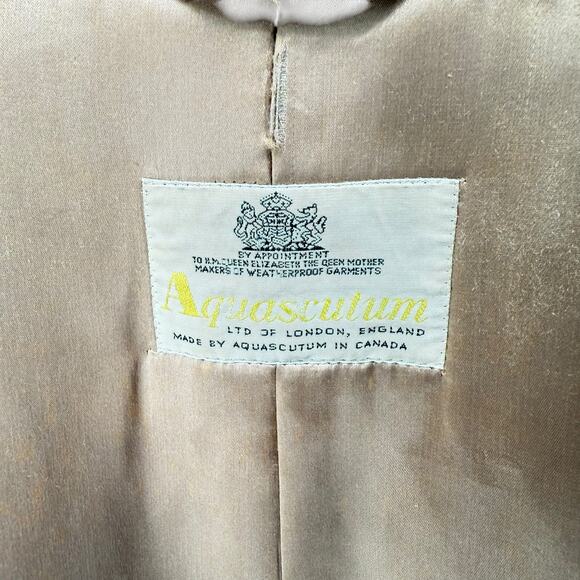 BY APPOINTMENT
TO H.M. QUEEN ELIZABETH THE QEEN MOTHER
MAKERS OF WEATHERPROOF GARMENTS
Aquascutum
LTD OF LONDON, ENGLAND
MADE BY AQUASCUTUM IN CANADA